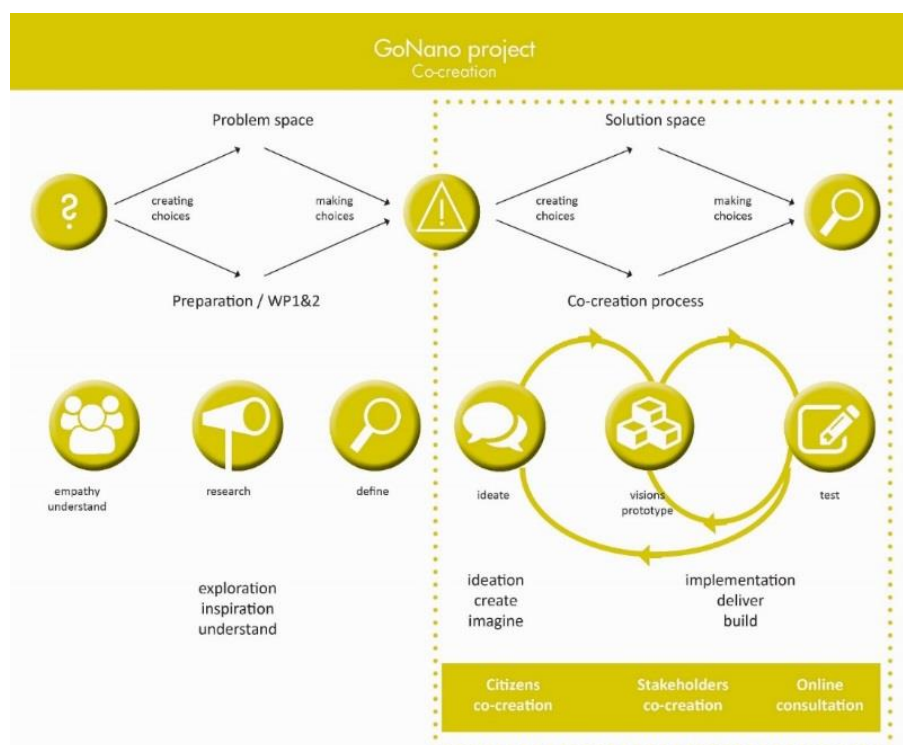 GoNano project
Co-creation
Problem space
Solution space
?
creating
choices
making
choices
creating
choices
making
choices
Preparation / WP1&2
Co-creation process
empathy
understand
research
define
ideate
visions
prototype
test
exploration
inspiration
understand
ideation
create
imagine
implementation
deliver
build
Citizens
co-creation
Stakeholders
co-creation
Online
consultation